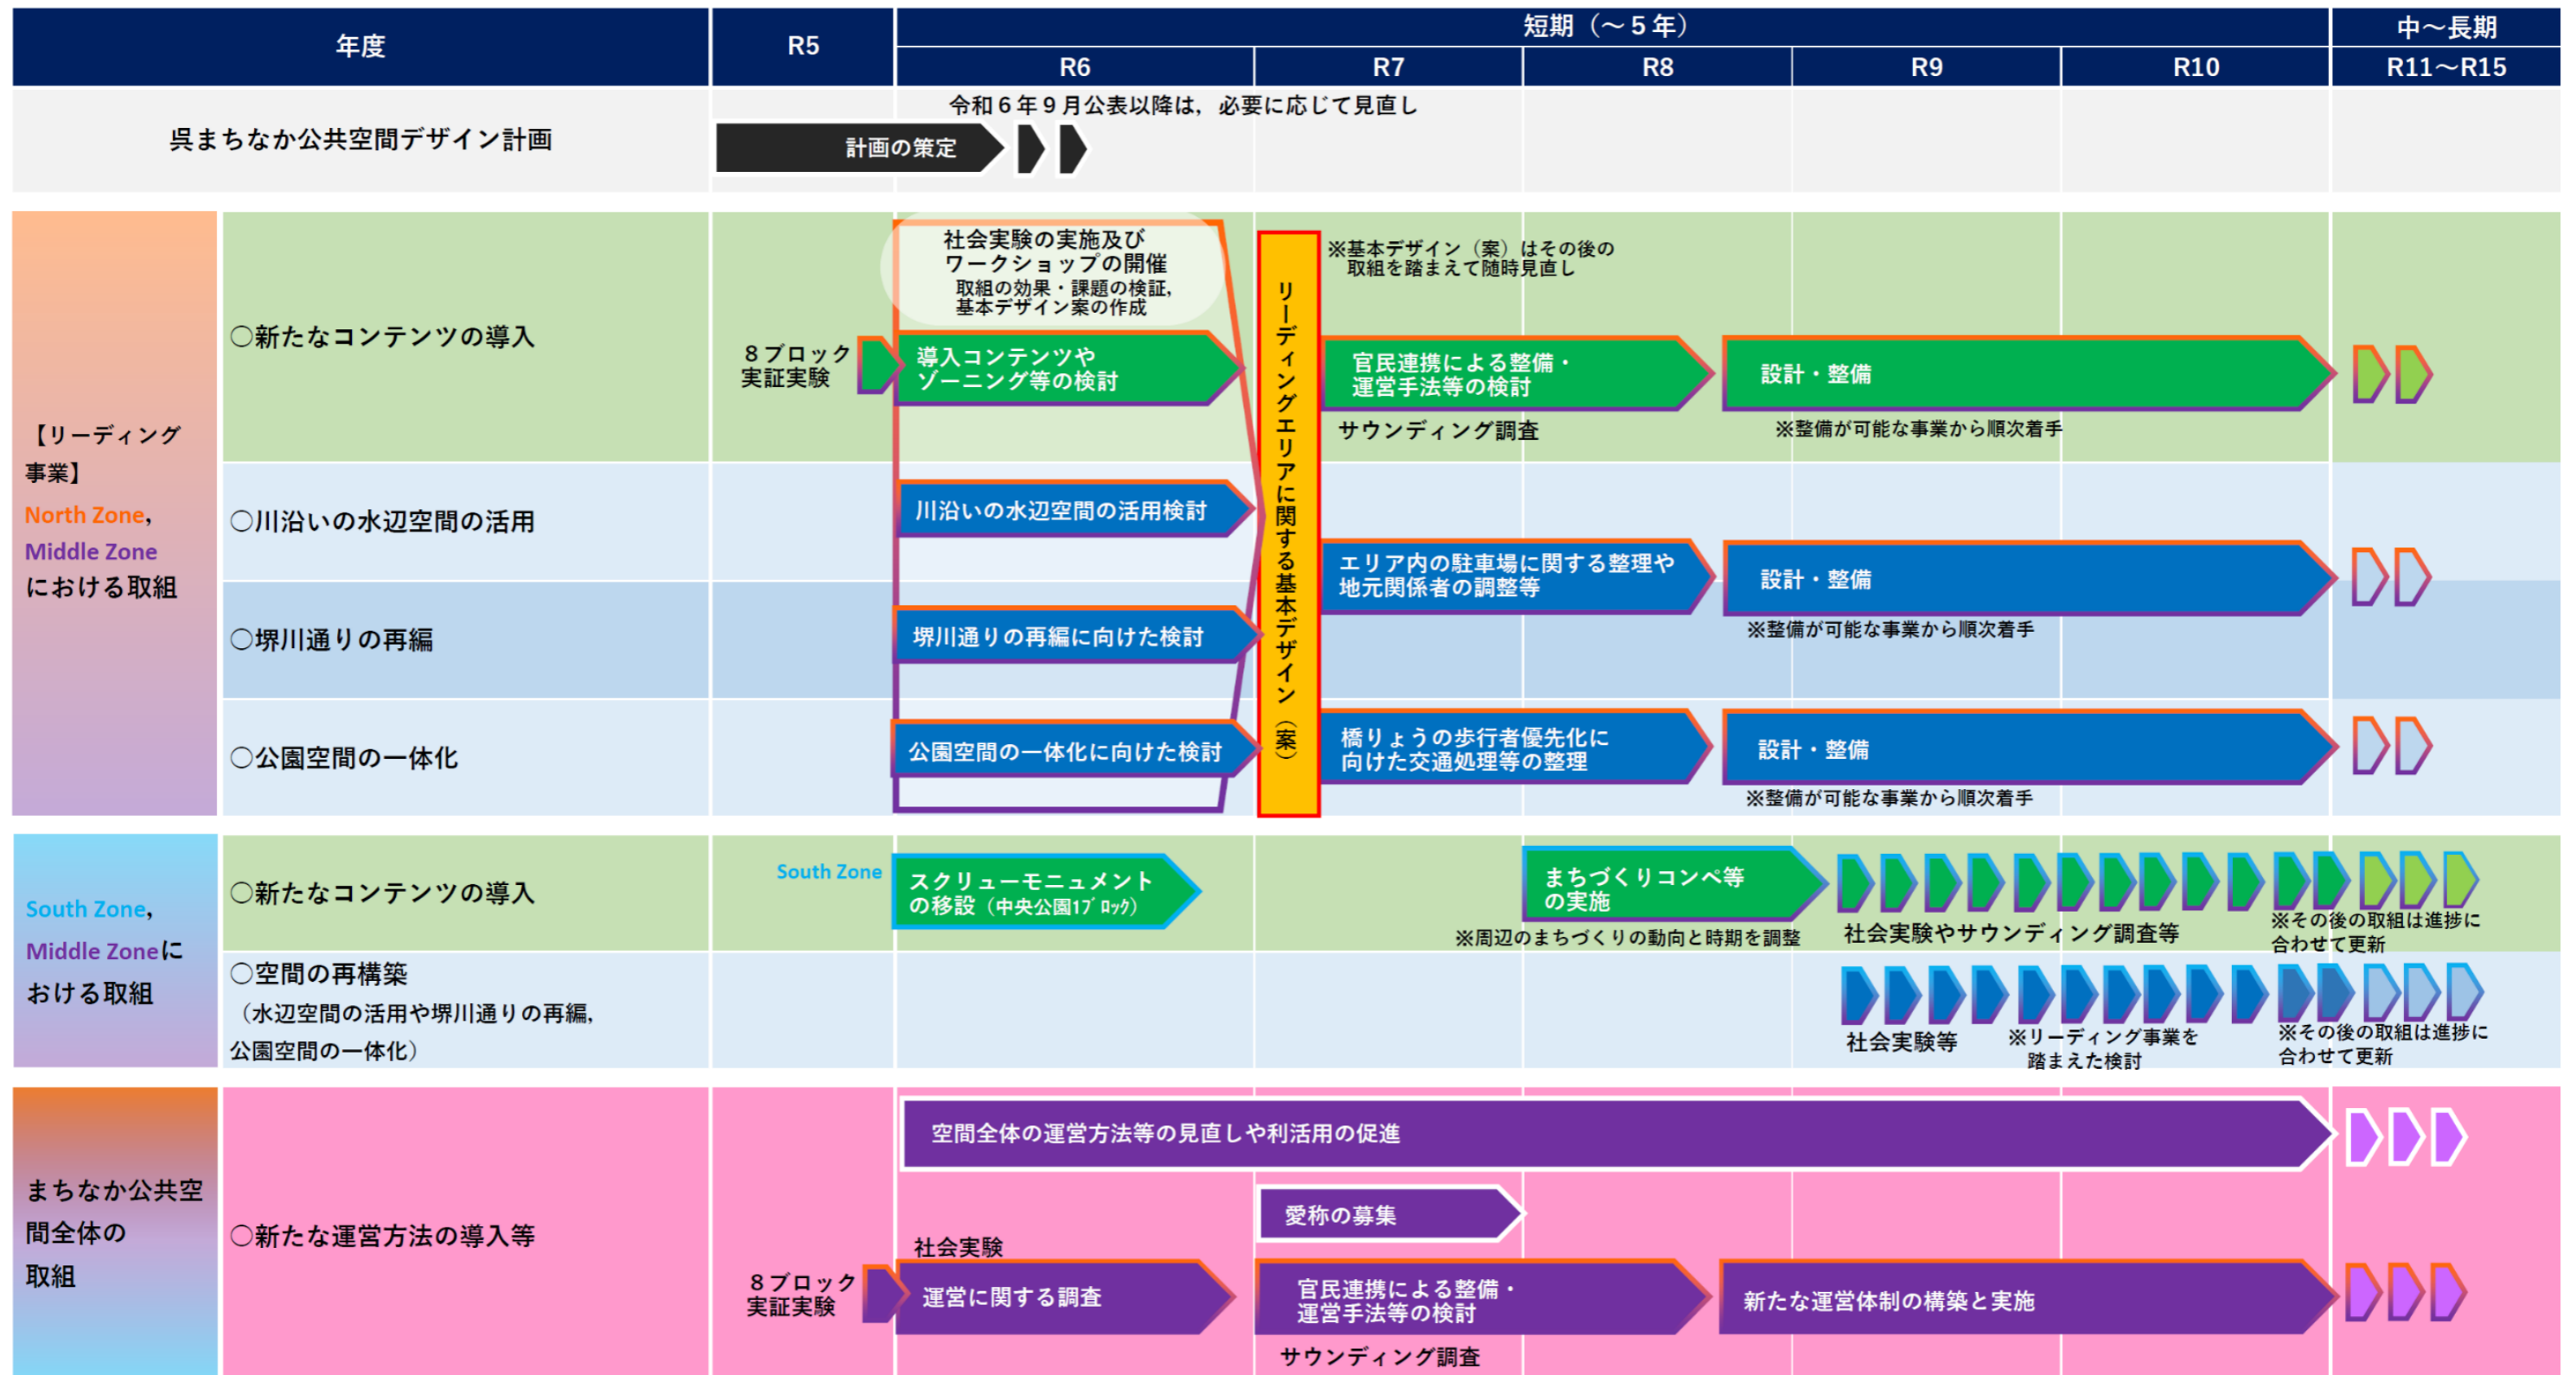 年度
R5
短期（～５年）
中～長期
R6
R7
R8
R9
R10
R11～R15
呉まちなか公共空間デザイン計画
令和６年９月公表以降は，必要に応じて見直し
計画の策定
【リーディング
事業】
North Zone,
Middle Zone
における取組
○新たなコンテンツの導入
８ブロック
実証実験
社会実験の実施及び
ワークショップの開催
取組の効果・課題の検証，
基本デザイン案の作成
導入コンテンツや
ゾーニング等の検討
リーディングエリアに関する基本デザイン（案）
※基本デザイン（案）はその後の
取組を踏まえて随時見直し
官民連携による整備・
運営手法等の検討
サウンディング調査
設計・整備
※整備が可能な事業から順次着手
○川沿いの水辺空間の活用
川沿いの水辺空間の活用検討
エリア内の駐車場に関する整理や
地元関係者の調整等
設計・整備
※整備が可能な事業から順次着手
○堺川通りの再編
堺川通りの再編に向けた検討
○公園空間の一体化
公園空間の一体化に向けた検討
橋りょうの歩行者優先化に
向けた交通処理等の整理
設計・整備
※整備が可能な事業から順次着手
South Zone,
Middle Zoneに
おける取組
○新たなコンテンツの導入
South Zone
スクリューモニュメント
の移設（中央公園1ﾌﾞﾛｯｸ）
まちづくりコンペ等
の実施
※周辺のまちづくりの動向と時期を調整
社会実験やサウンディング調査等
※その後の取組は進捗に
合わせて更新
○空間の再構築
（水辺空間の活用や堺川通りの再編，
公園空間の一体化）
社会実験等
※リーディング事業を
踏まえた検討
※その後の取組は進捗に
合わせて更新
まちなか公共空
間全体の
取組
○新たな運営方法の導入等
空間全体の運営方法等の見直しや利活用の促進
愛称の募集
８ブロック
実証実験
社会実験
運営に関する調査
官民連携による整備・
運営手法等の検討
サウンディング調査
新たな運営体制の構築と実施